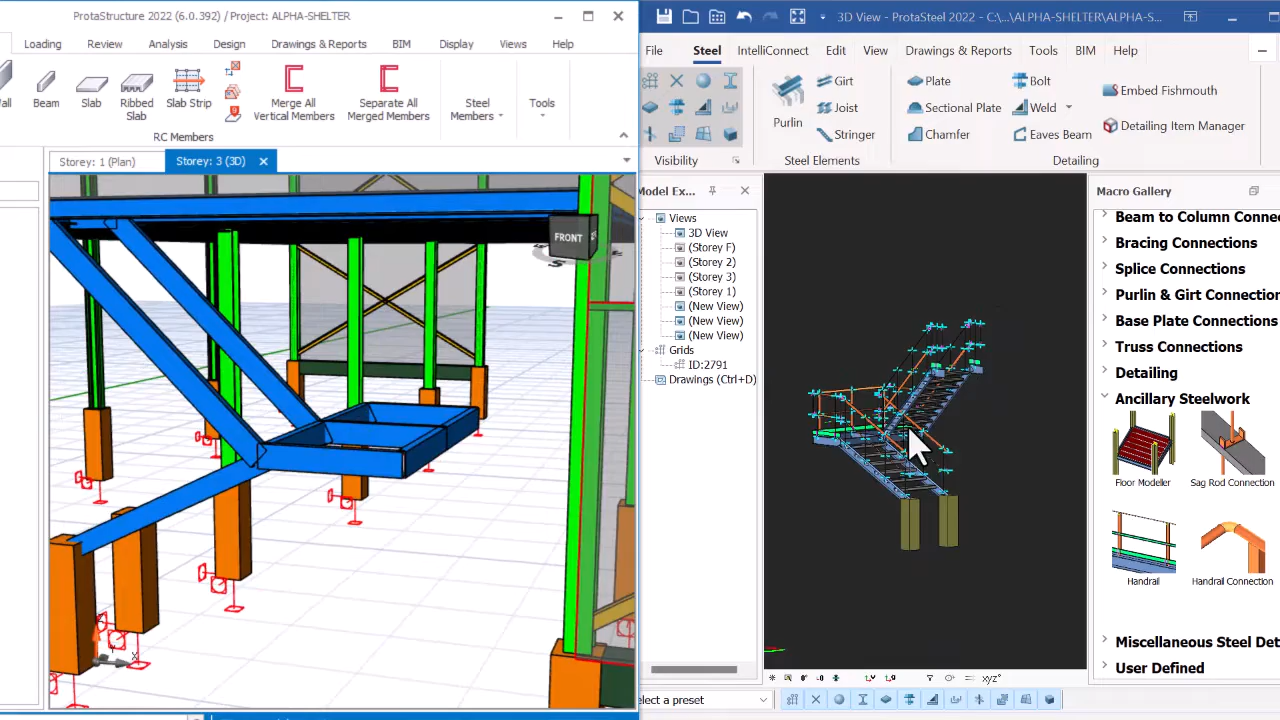 ProtaStructure 2022 (6.0.392) / Project: ALPHA-SHELTER
Loading Review Analysis Design Drawings & Reports BIM Display Views Help
Beam
Slab
Ribbed Slab
Slab Strip
Merge All Vertical Members
Separate All Merged Members
Steel Members
Tools
RC Members
Storey: 1 (Plan)
Storey: 3 (3D)
FRONT
S
X
3D View - ProtaSteel 2022 - C:\...\ALPHA-SHELTER\ALPHA-S...
File Steel IntelliConnect Edit View Drawings & Reports Tools BIM Help
Purlin
Girt
Joist
Stringer
Plate
Sectional Plate
Chamfer
Bolt
Weld
Eaves Beam
Embed Fishmouth
Detailing Item Manager
Visibility
Steel Elements
Detailing
Model Ex...
Views
3D View
(Storey F)
(Storey 2)
(Storey 3)
(Storey 1)
(New View)
(New View)
(New View)
Grids
ID:2791
Drawings (Ctrl+D)
Macro Gallery
Beam to Column Conne
Bracing Connections
Splice Connections
Purlin & Girt Connection
Base Plate Connections
Truss Connections
Detailing
Ancillary Steelwork
Floor Modeler
Sag Rod Connection
Handrail
Handrail Connection
Miscellaneous Steel Det
User Defined
elect a preset
xyz